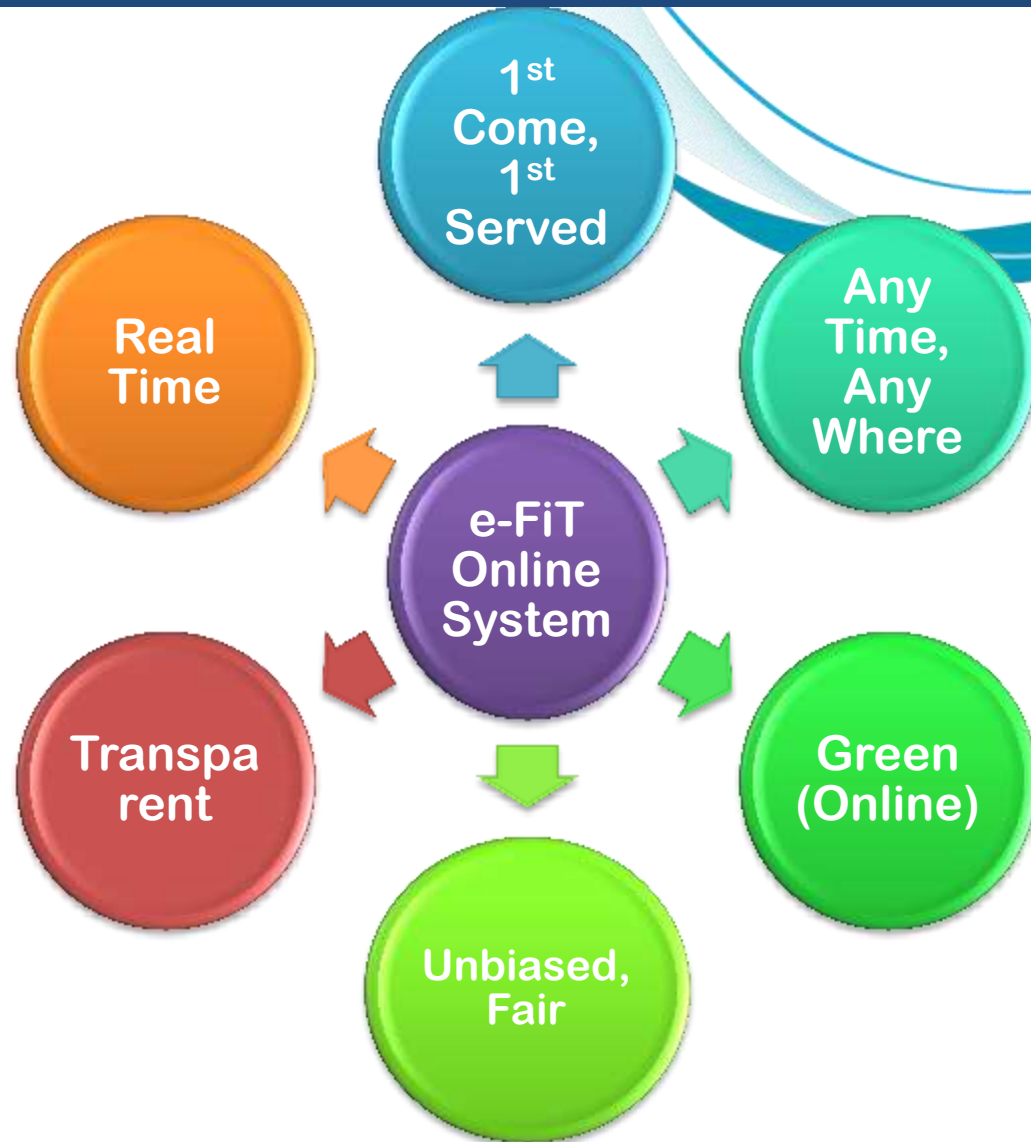 1st
Come,
1st
Served
Any
Time,
Any
Where
Real
Time
e-FiT
Online
System
Transpa
rent
Green
(Online)
Unbiased,
Fair